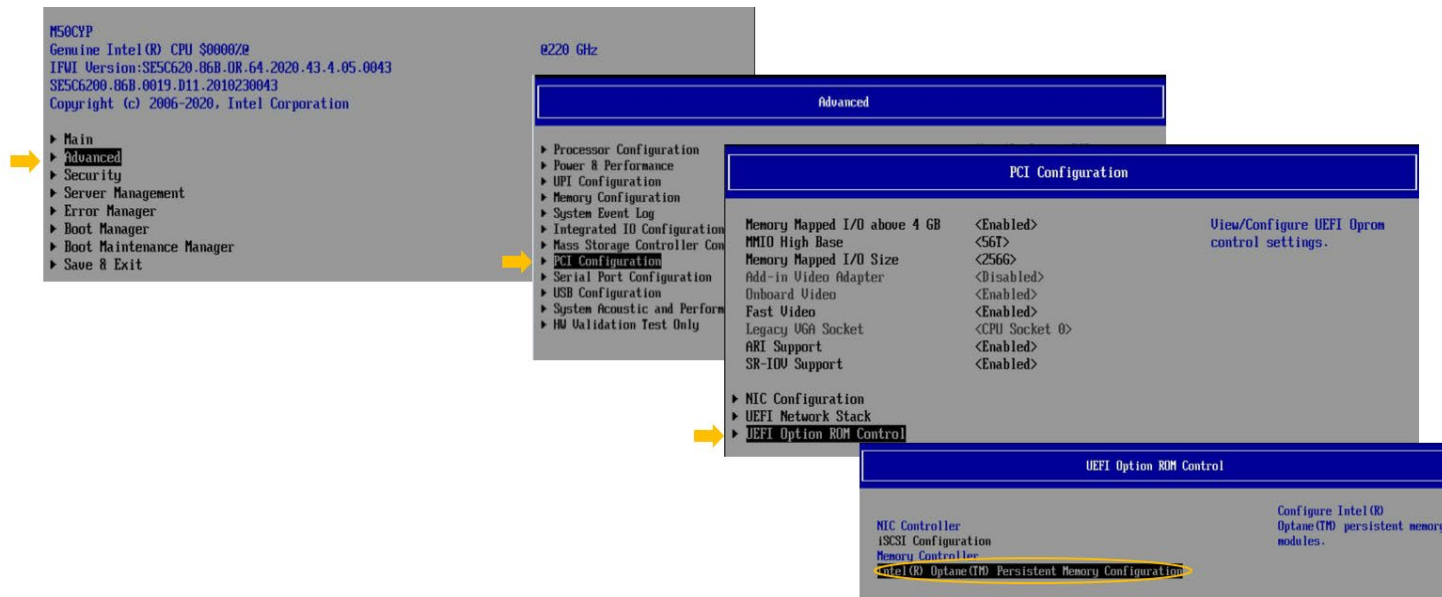 M50CYP
Genuine Intel(R) CPU $0000%@
@220 GHz
IFWI Version:SE5C620.86B.OR.64.2020.43.4.05.0043
SE5C6200.86B.0019.D11.2010230043
Copyright (c) 2006-2020, Intel Corporation
Main
Advanced
Security
Server Management
Error Manager
Boot Manager
Boot Maintenance Manager
Save & Exit
Advanced
Processor Configuration
Power & Performance
UPI Configuration
Memory Configuration
System Event Log
Integrated IO Configuration
Mass Storage Controller Con
PCI Configuration
Serial Port Configuration
USB Configuration
System Acoustic and Perform
HW Validation Test Only
PCI Configuration
Memory Mapped I/O above 4 GB <Enabled>
MMIO High Base <56T>
Memory Mapped I/O Size <256G>
Add-in Video Adapter <Disabled>
Onboard Video <Enabled>
Fast Video <Enabled>
Legacy VGA Socket <CPU Socket 0>
ARI Support <Enabled>
SR-IOV Support <Enabled>
View/Configure UEFI Oprom
control settings.
NIC Configuration
UEFI Network Stack
UEFI Option ROM Control
UEFI Option ROM Control
NIC Controller
iSCSI Configuration
Memory Controller
Intel(R) Optane(TM) Persistent Memory Configuration
Configure Intel(R)
Optane(TM) persistent memory
modules.